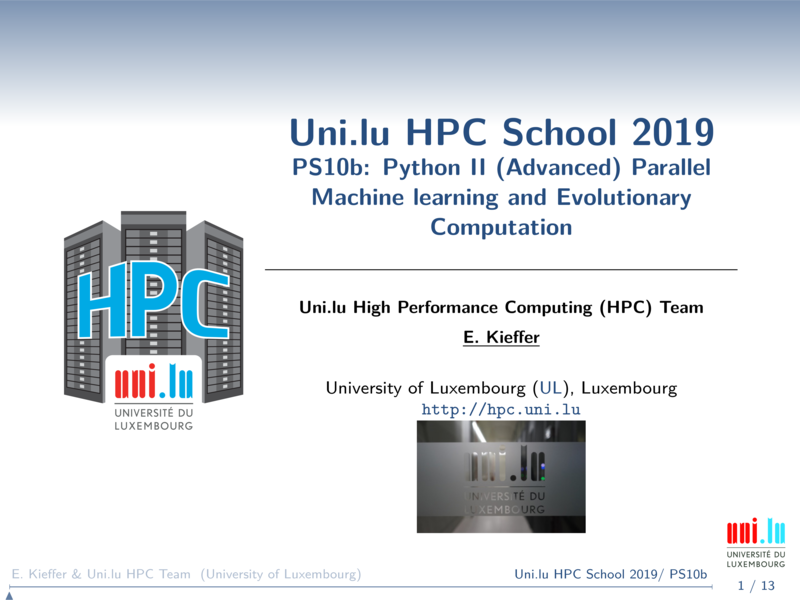 Uni.lu HPC School 2019
PS10b: Python II (Advanced) Parallel
Machine learning and Evolutionary
Computation
HPC
uni.lu
UNIVERSITÉ DU
LUXEMBOURG
Uni.lu High Performance Computing (HPC) Team
E. Kieffer
University of Luxembourg (UL), Luxembourg
http://hpc.uni.lu
uni.lu
UNIVERSITÉ DU
LUXEMBOURG
uni.lu
UNIVERSITÉ DU
LUXEMBOURG
E. Kieffer & Uni.lu HPC Team (University of Luxembourg)
Uni.lu HPC School 2019/ PS10b
1 / 13